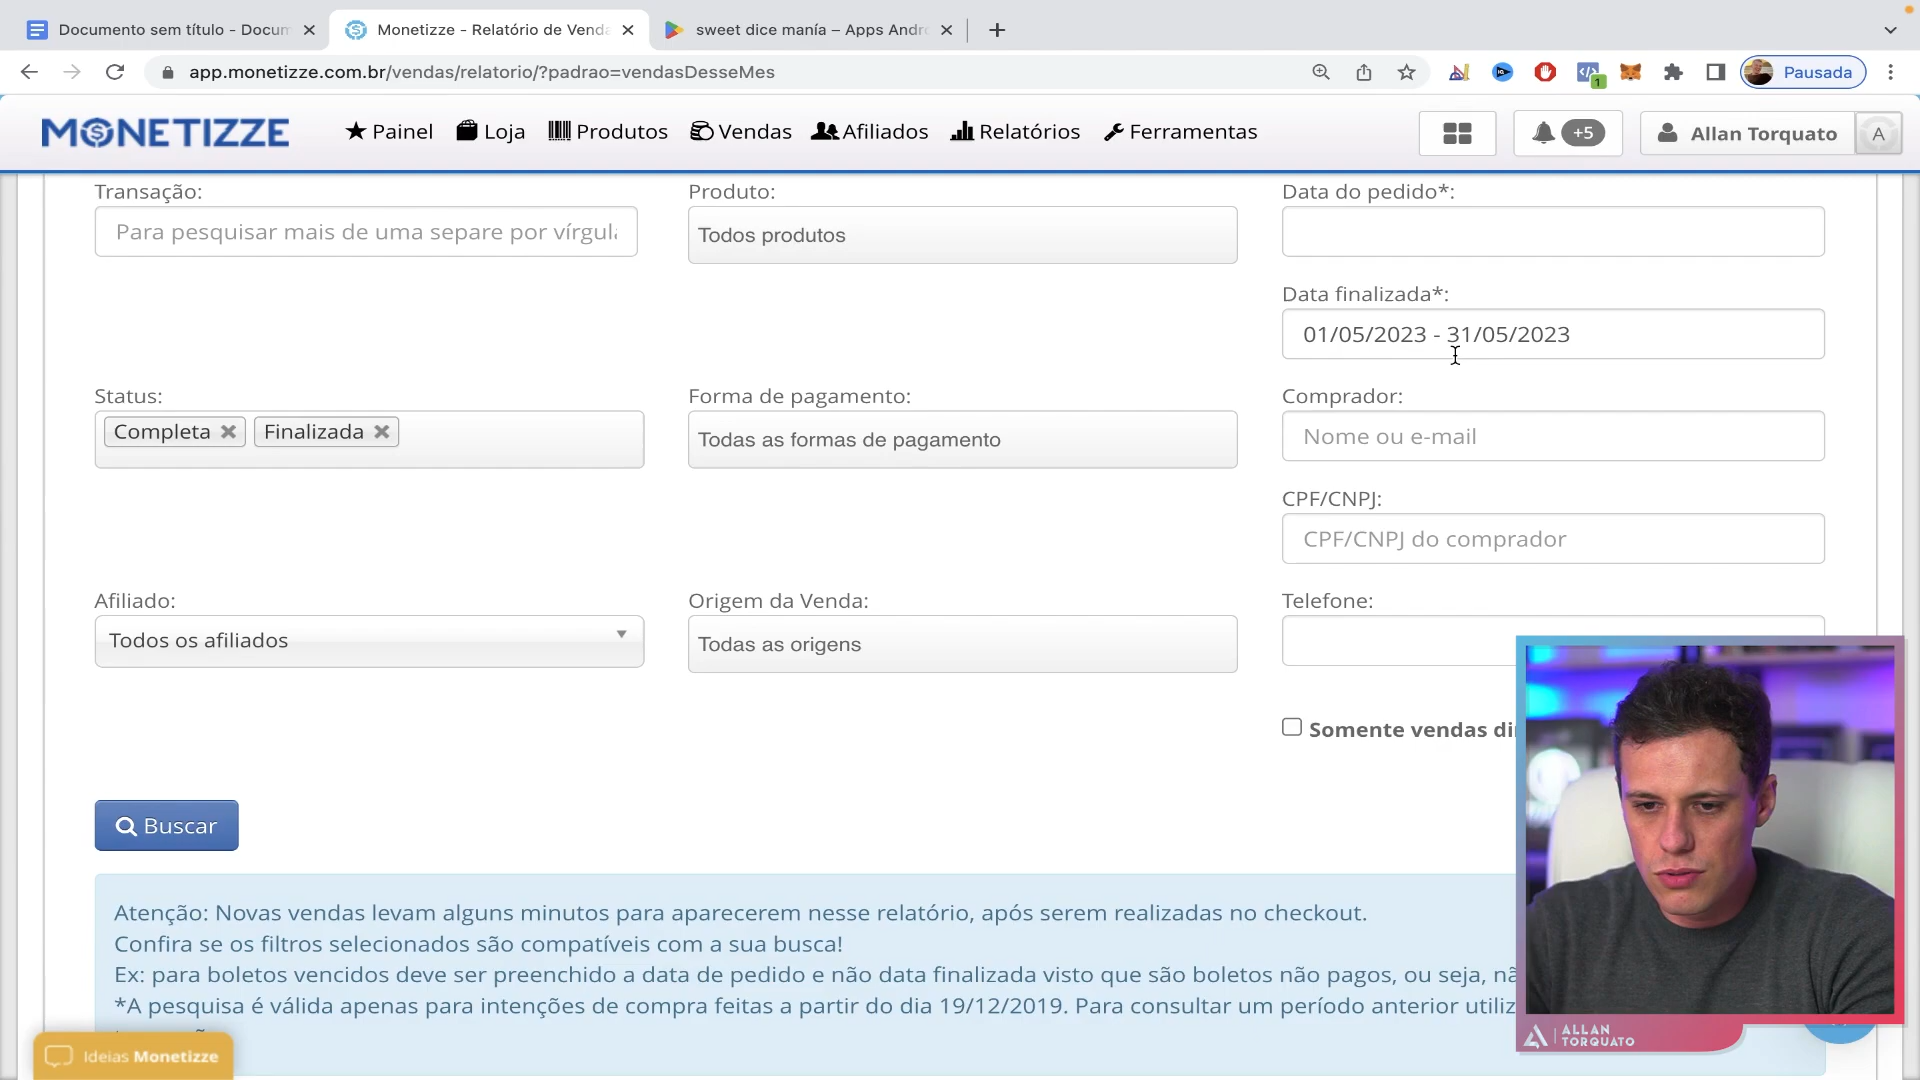 Documento sem título - Docum
Monetizze - Relatório de Venda
sweet dice manía – Apps Andro
app.monetizze.com.br/vendas/relatorio/?padrao=vendasDesseMes
1
Pausada
MONETIZZE
Painel
Loja
Produtos
Vendas
Afiliados
Relatórios
Ferramentas
+5
Allan Torquato
A
Transação:
Produto:
Data do pedido*:
Para pesquisar mais de uma separe por vírgula
Todos produtos
Data finalizada*:
01/05/2023 - 31/05/2023
Status:
Forma de pagamento:
Comprador:
Completa
Finalizada
Todas as formas de pagamento
Nome ou e-mail
CPF/CNPJ:
CPF/CNPJ do comprador
Afiliado:
Origem da Venda:
Telefone:
Todos os afiliados
Todas as origens
Somente vendas di
Buscar
Atenção: Novas vendas levam alguns minutos para aparecerem nesse relatório, após serem realizadas no checkout.
Confira se os filtros selecionados são compatíveis com a sua busca!
Ex: para boletos vencidos deve ser preenchido a data de pedido e não data finalizada visto que são boletos não pagos, ou seja, nã
*A pesquisa é válida apenas para intenções de compra feitas a partir do dia 19/12/2019. Para consultar um período anterior utiliz
Ideias Monetizze
ALLAN
TORQUATO